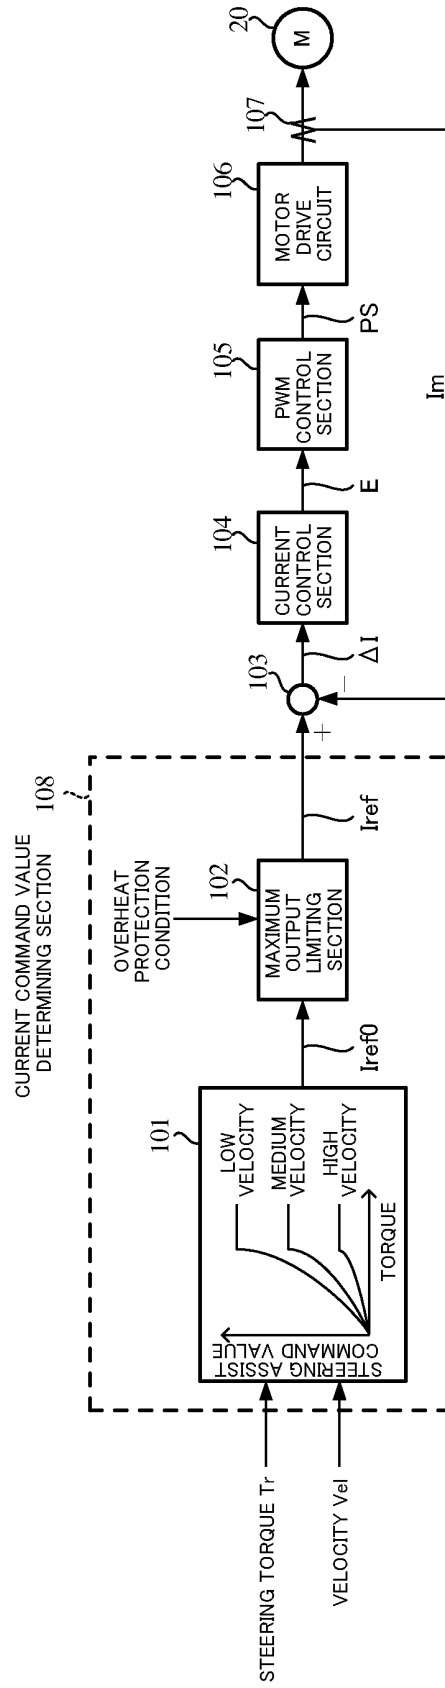 CURRENT COMMAND VALUE
DETERMINING SECTION
108
STEERING TORQUE Tr
VELOCITY Vel
101
STEERING ASSIST
COMMAND VALUE
LOW
VELOCITY
MEDIUM
VELOCITY
HIGH
VELOCITY
TORQUE
Iref0
OVERHEAT
PROTECTION
CONDITION
102
MAXIMUM
OUTPUT
LIMITING
SECTION
Iref
103
+
−
ΔI
104
CURRENT
CONTROL
SECTION
E
105
PWM
CONTROL
SECTION
PS
106
MOTOR
DRIVE
CIRCUIT
107
20
M
Im